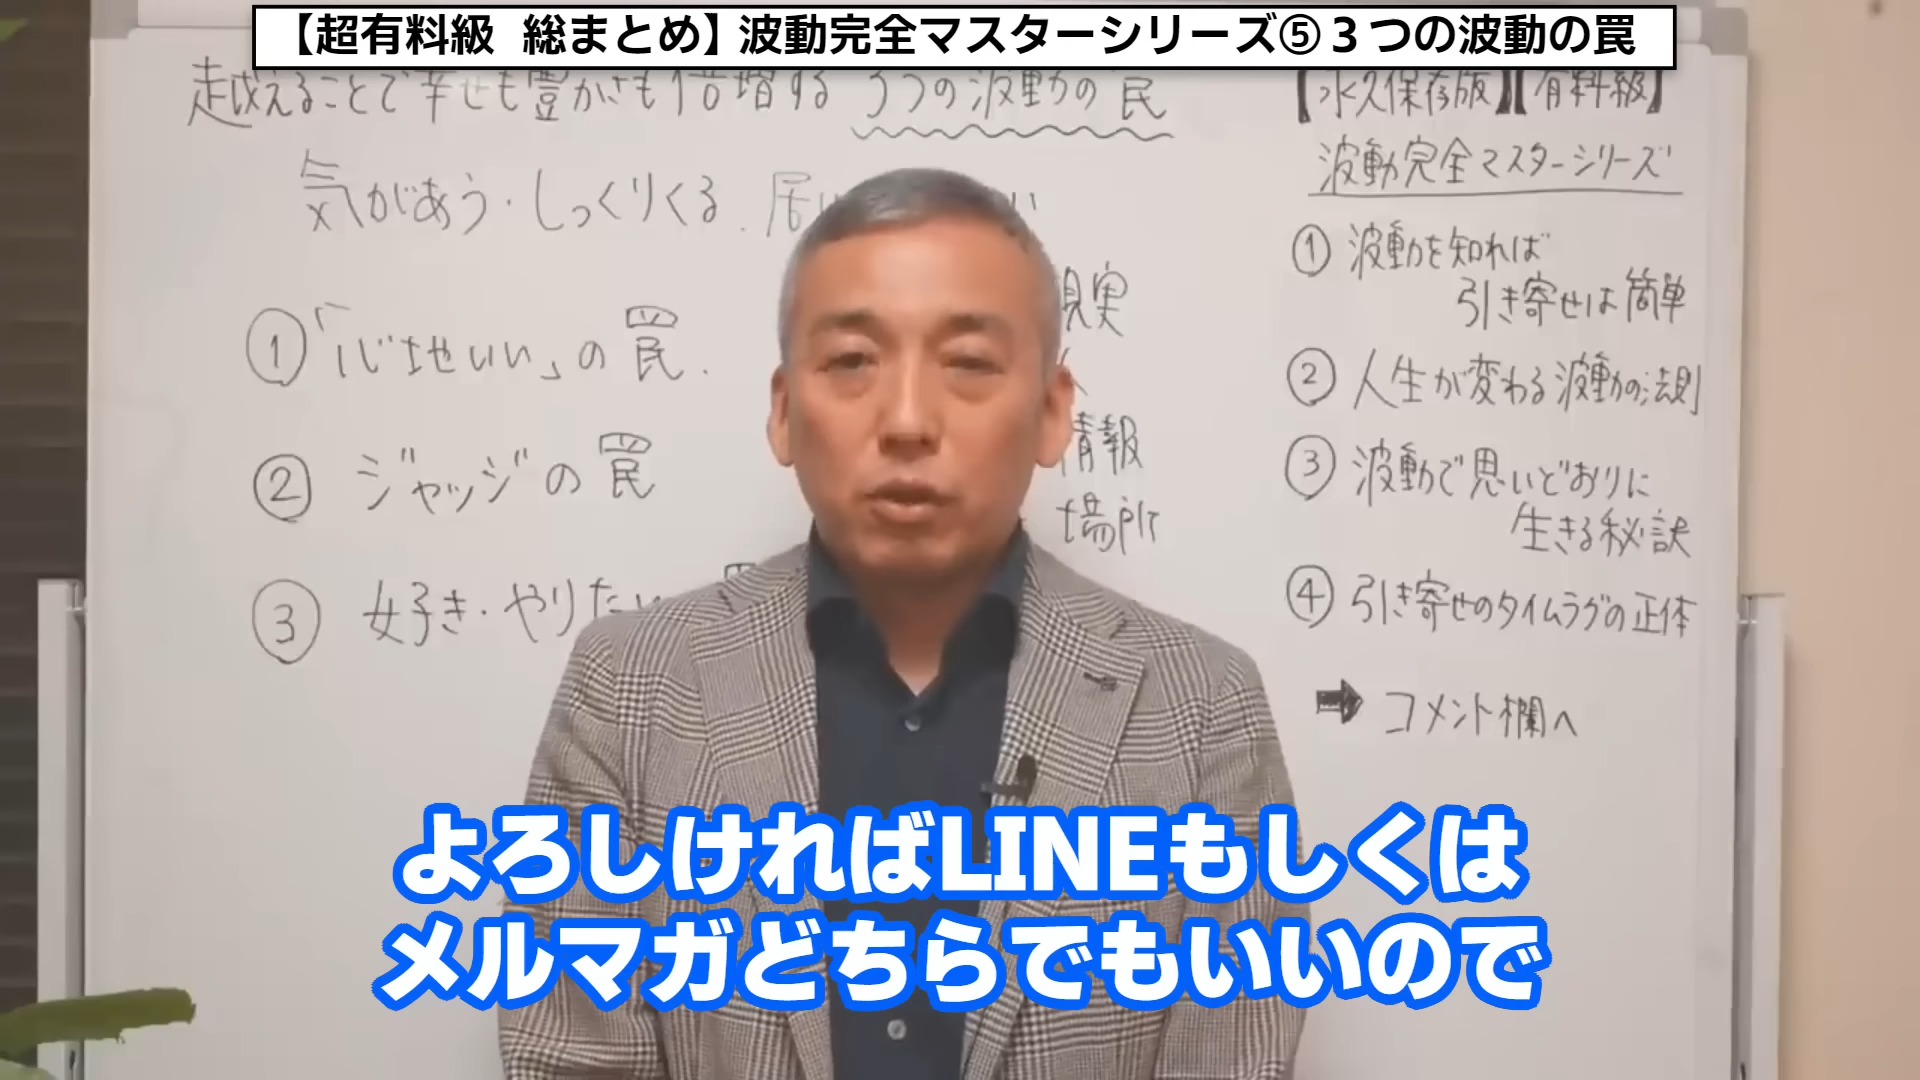 【超有料級 総まとめ】波動完全マスターシリーズ⑤３つの波動の罠
越えることで幸せも豊かさも倍増する 3つの波動の罠
気があう・しっくりくる.居
① 「心地いい」の罠.
② ジャッジの罠
③ 好き・やりたい
現実
情報
場所
【永久保存版】【有料級】
波動完全マスターシリーズ
① 波動を知れば
引き寄せは簡単
② 人生が変わる波動の法則
③ 波動で思いどおりに
生きる秘訣
④ 引き寄せのタイムラグの正体
➡ コメント欄へ
よろしければLINEもしくは
メルマガどちらでもいいので